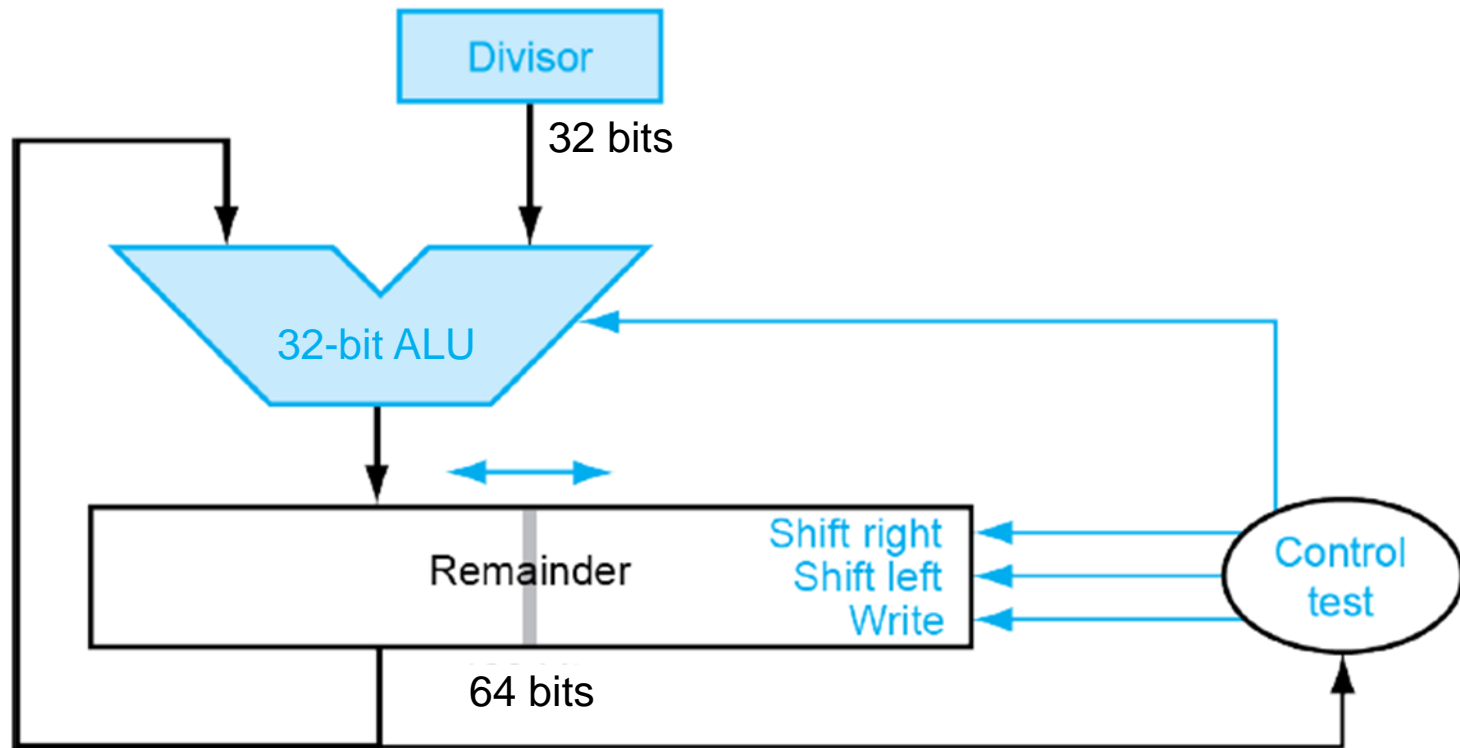 Divisor
32 bits
32-bit ALU
Remainder
Shift right
Shift left
Write
Control
test
64 bits